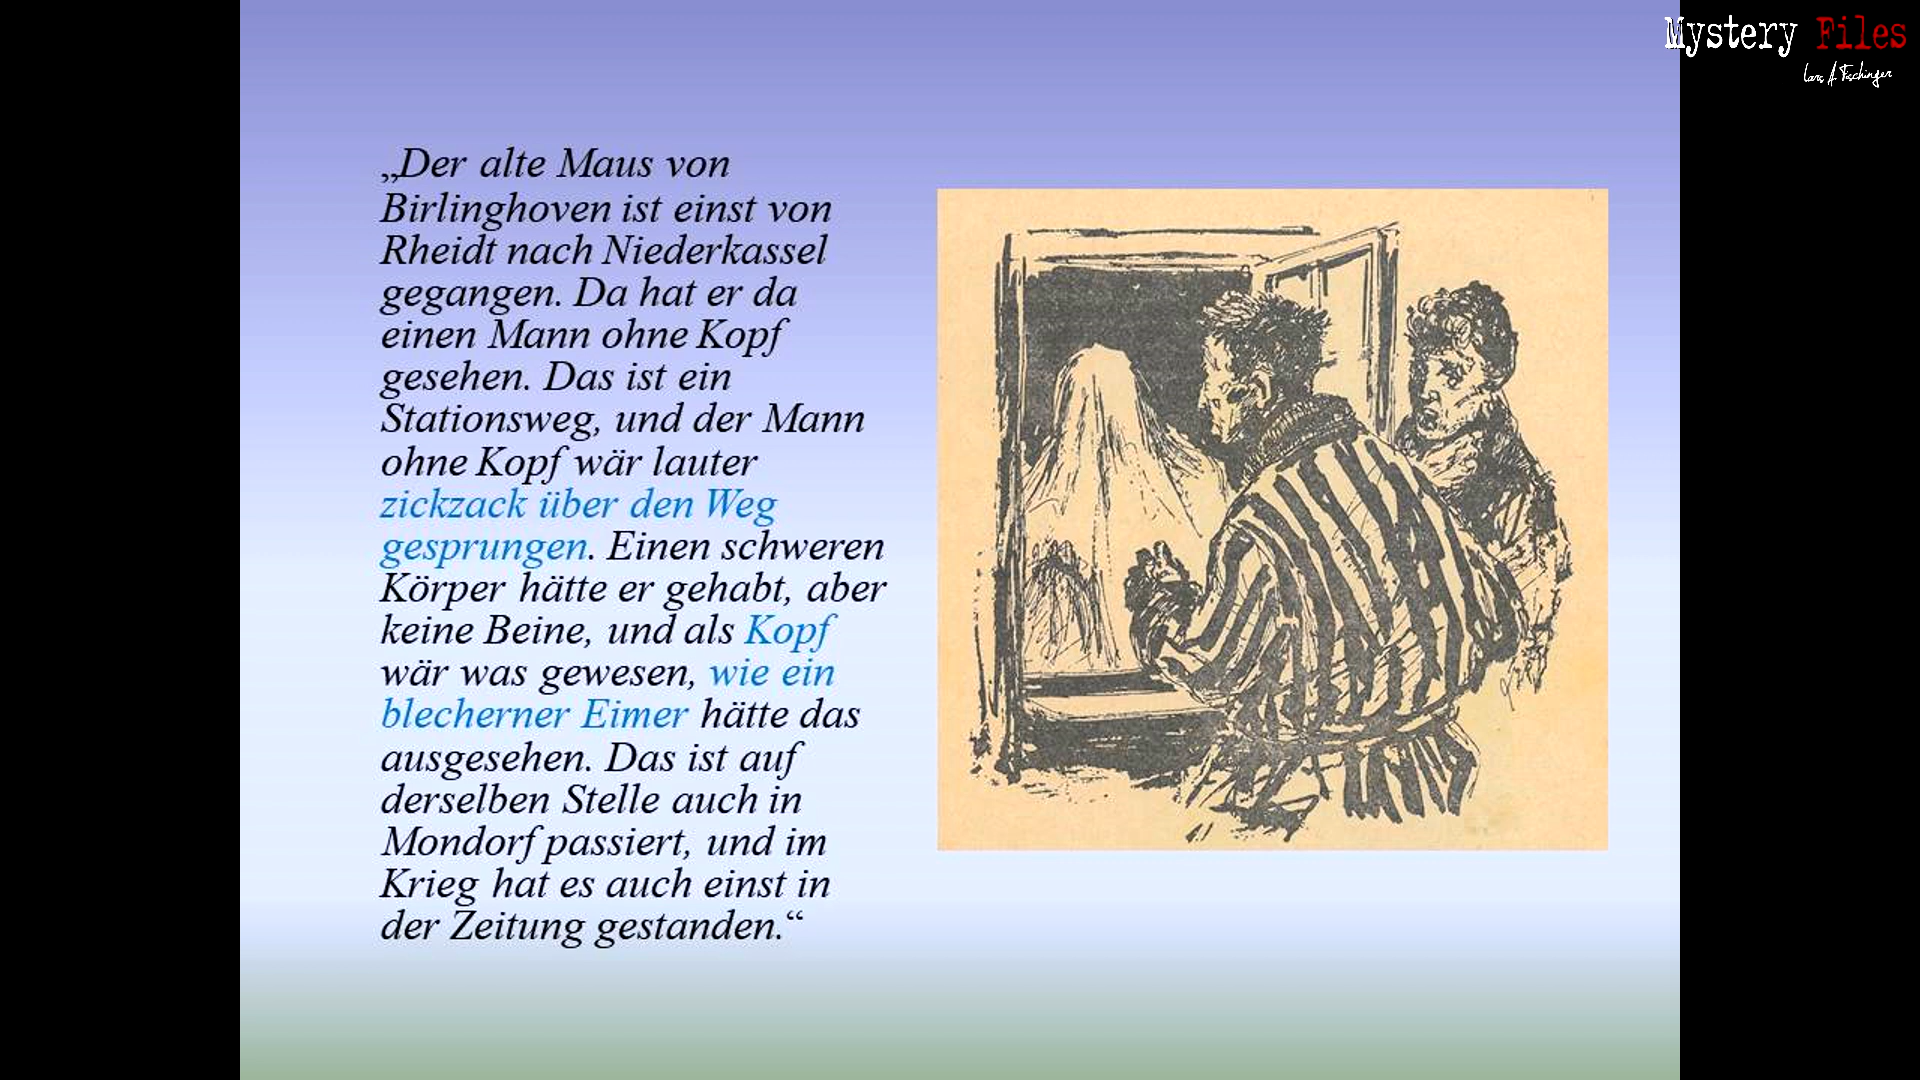 Mystery Files
Lars A. Fischinger
„Der alte Maus von
Birlinghoven ist einst von
Rheidt nach Niederkassel
gegangen. Da hat er da
einen Mann ohne Kopf
gesehen. Das ist ein
Stationsweg, und der Mann
ohne Kopf wär lauter
zickzack über den Weg
gesprungen. Einen schweren
Körper hätte er gehabt, aber
keine Beine, und als Kopf
wär was gewesen, wie ein
blecherner Eimer hätte das
ausgesehen. Das ist auf
derselben Stelle auch in
Mondorf passiert, und im
Krieg hat es auch einst in
der Zeitung gestanden.“